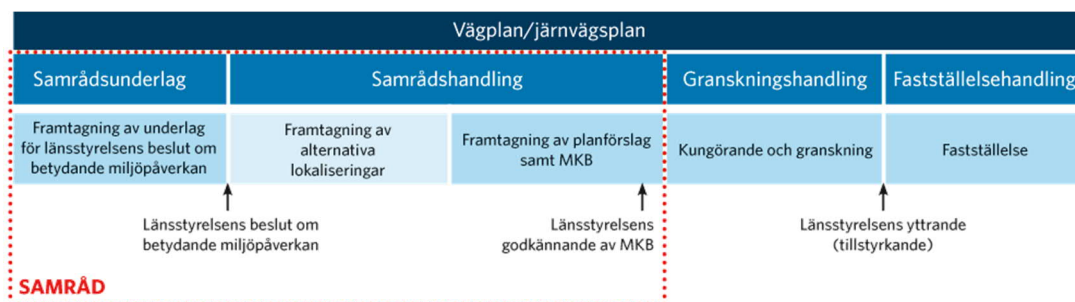 Vägplan/järnvägsplan
Samrådsunderlag
Samrådshandling
Granskningshandling
Fastställelsehandling
Framtagning av underlag
för länsstyrelsens beslut om
betydande miljöpåverkan
Framtagning av
alternativa
lokaliseringar
Framtagning av planförslag
samt MKB
Kungörande och granskning
Fastställelse
Länsstyrelsens beslut om
betydande miljöpåverkan
Länsstyrelsens
godkännande av MKB
Länsstyrelsens yttrande
(tillstyrkande)
SAMRÅD